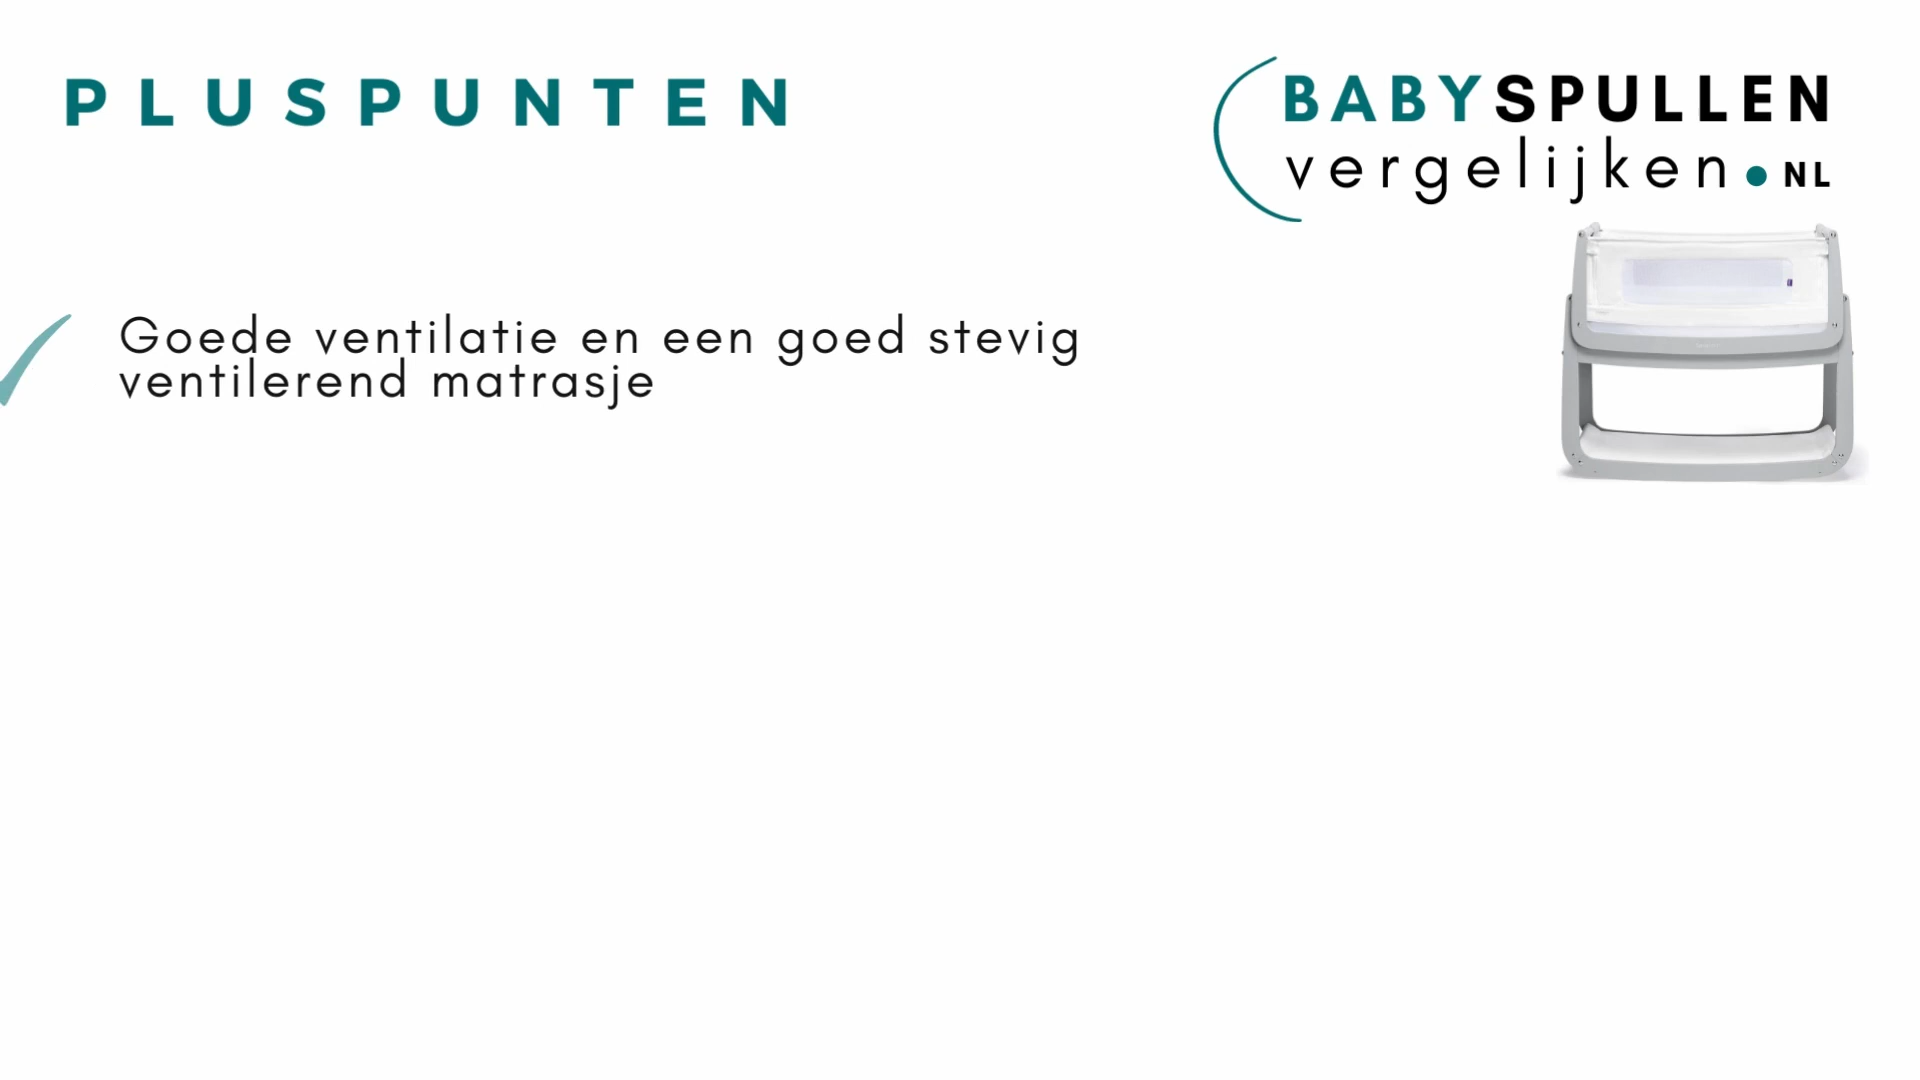 PLUSPUNTEN
BABYSPULLEN
vergelijken.NL
Goede ventilatie en een goed stevig
ventilerend matrasje